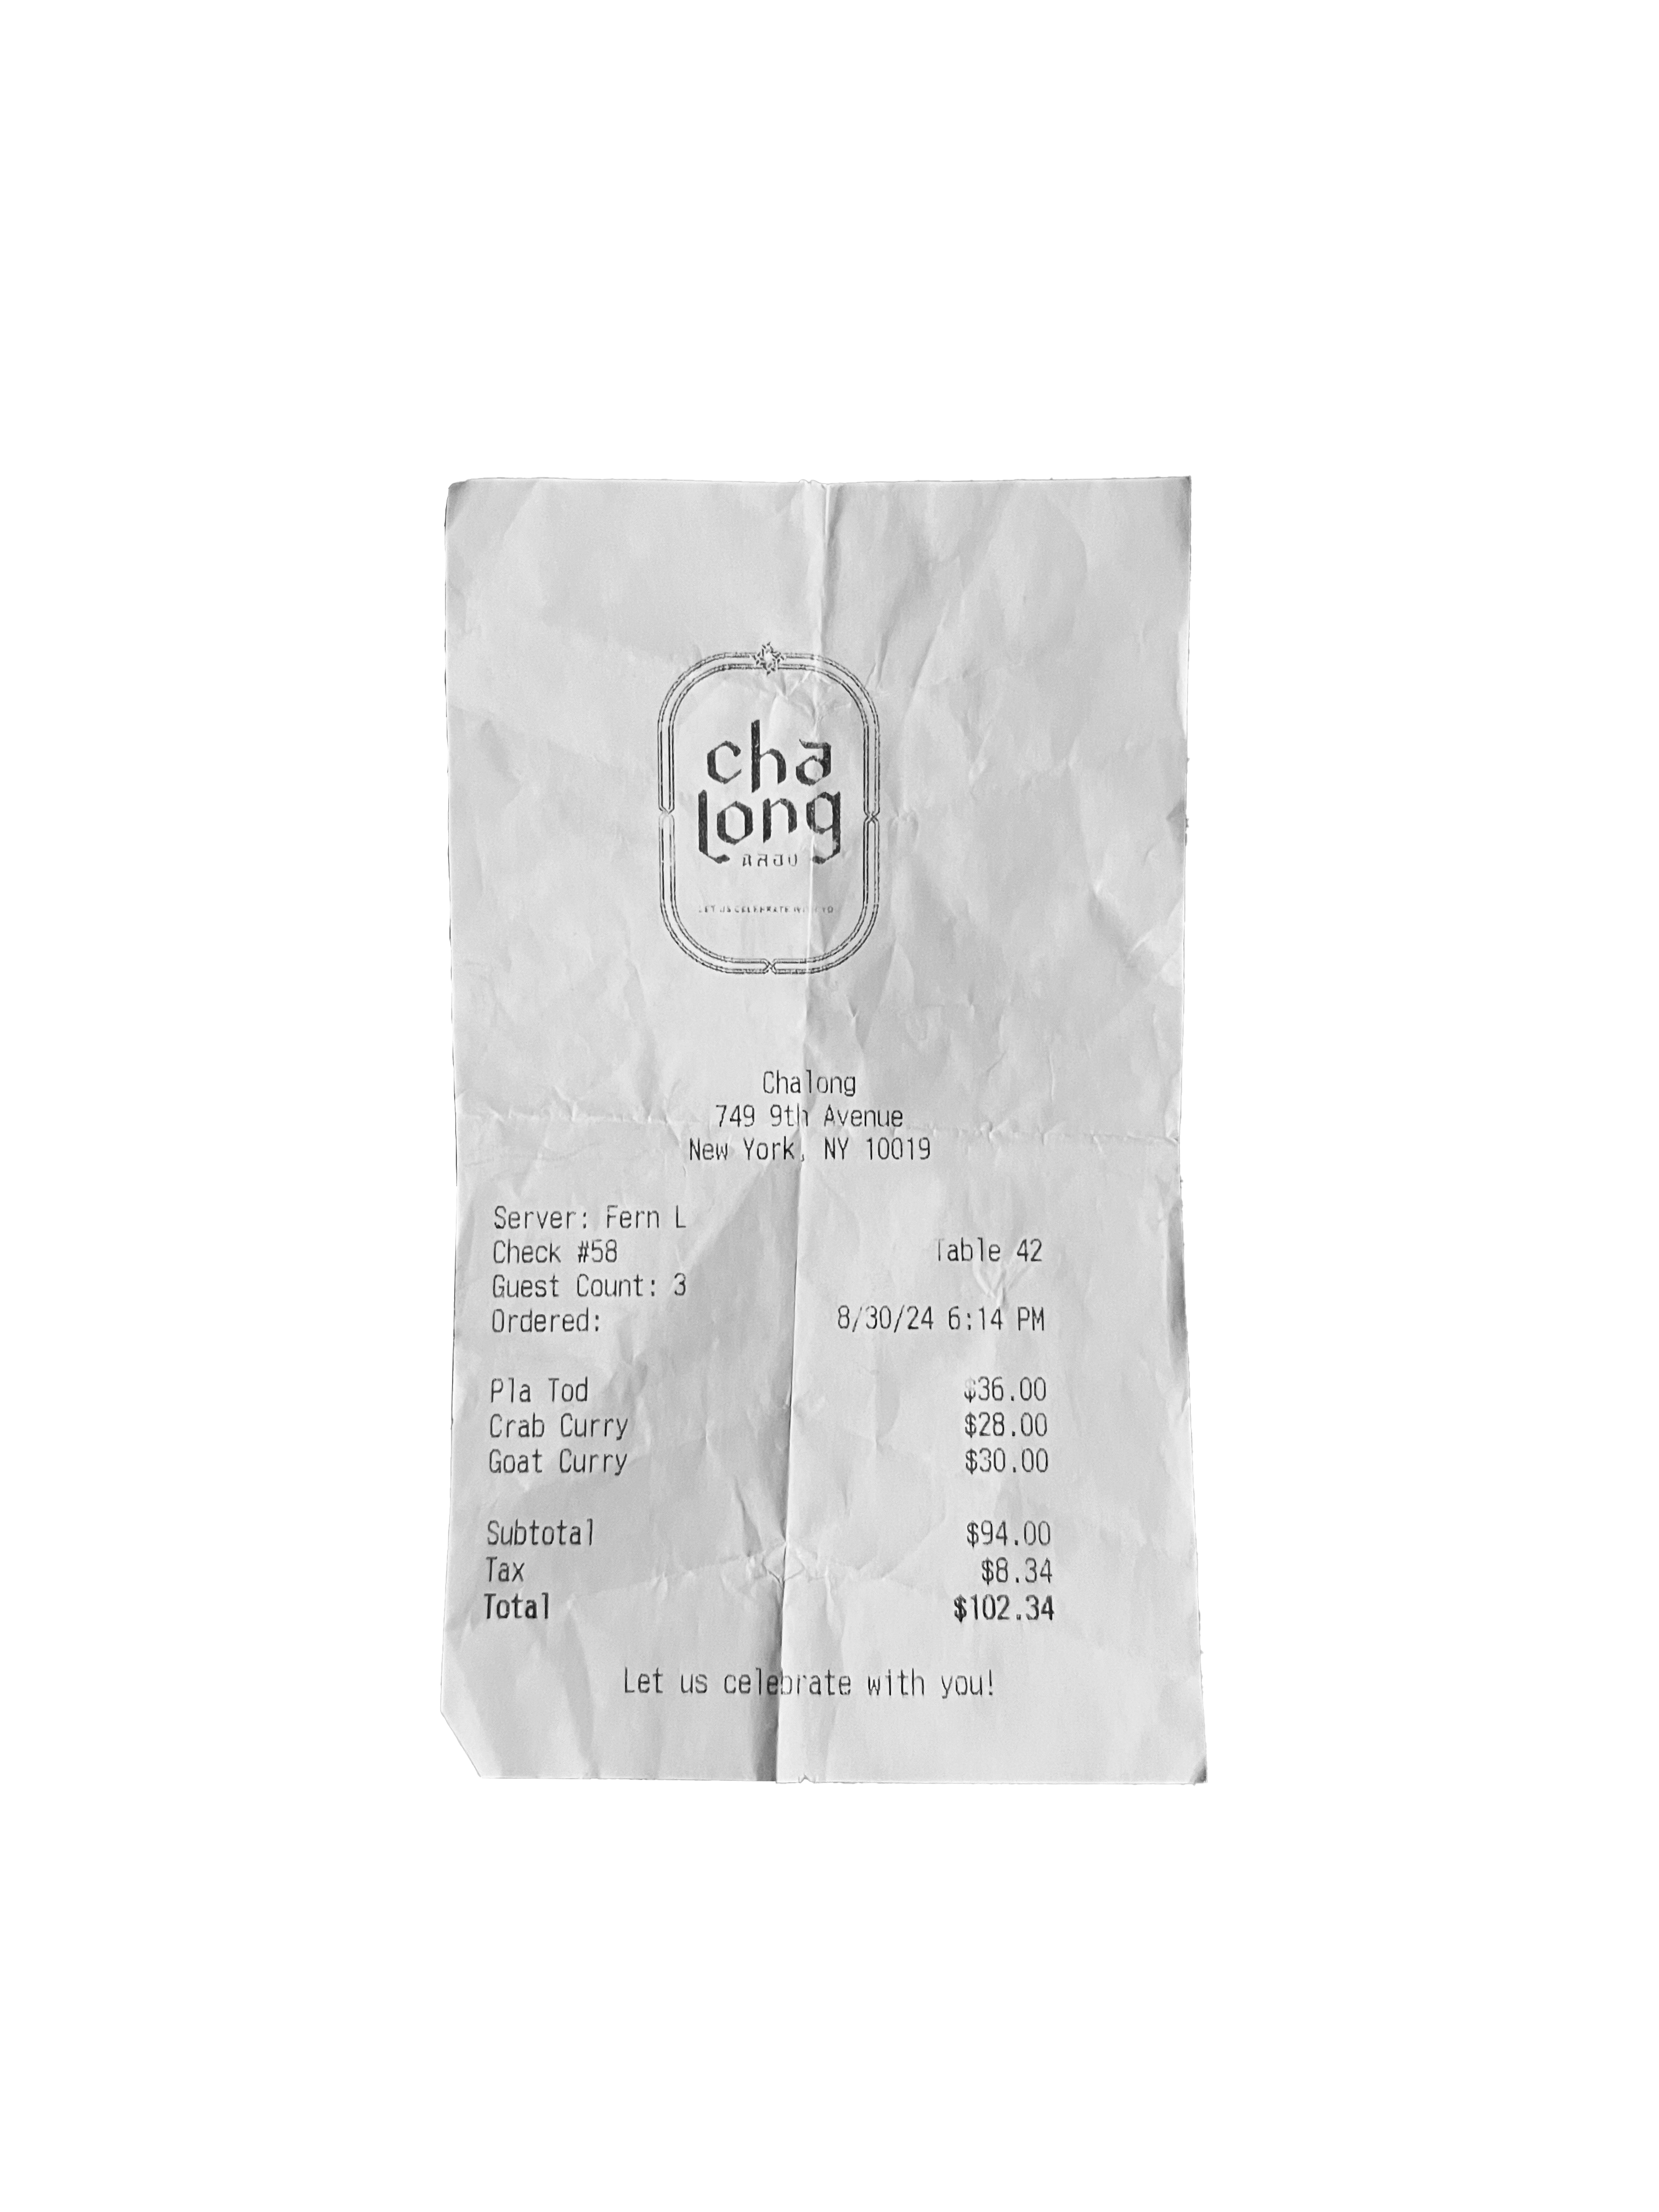 cha
long
ฉลอง
LET US CELEBRATE WITH YOU
Chalong
749 9th Avenue
New York, NY 10019
Server: Fern L
Check #58 Table 42
Guest Count: 3
Ordered: 8/30/24 6:14 PM
Pla Tod $36.00
Crab Curry $28.00
Goat Curry $30.00
Subtotal $94.00
Tax $8.34
Total $102.34
Let us celebrate with you!